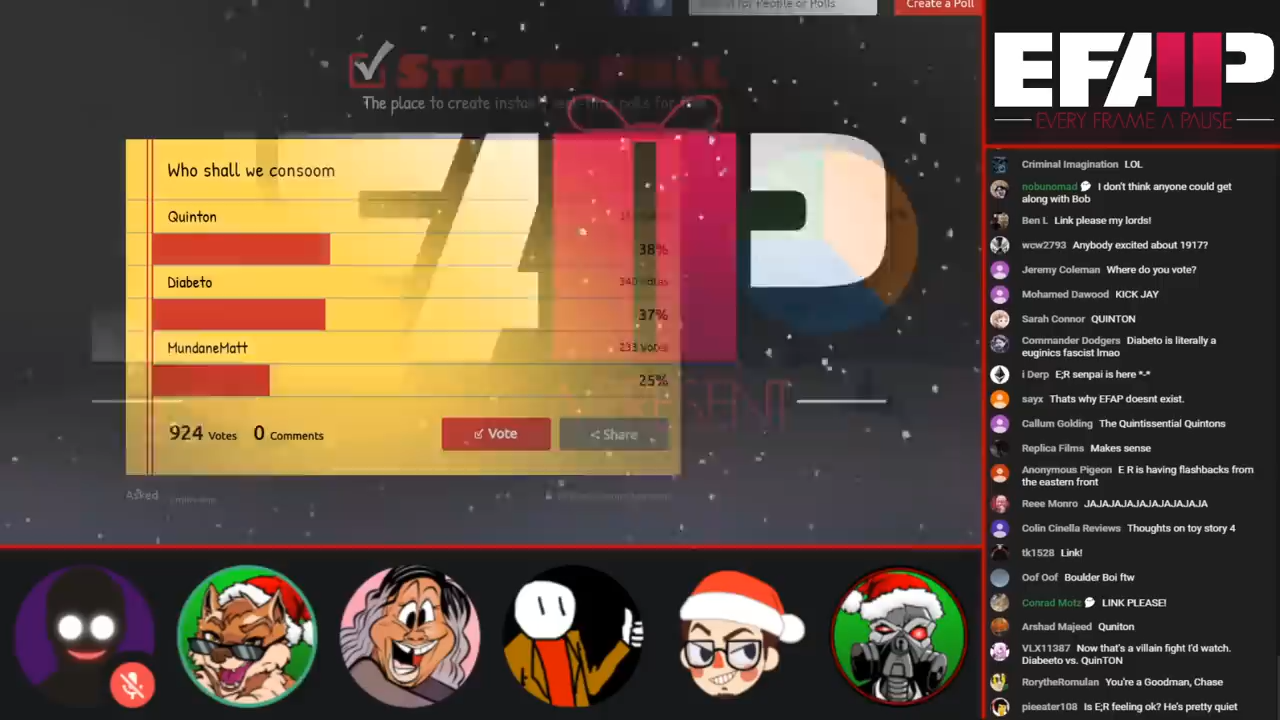 for People or Polls
Create a Poll
The place to create instant
Who shall we consoom
Quinton
38%
Diabeto
340 votes
37%
MundaneMatt
233 votes
25%
924 Votes 0 Comments
Vote
Share
Asked
EFAP
EVERY FRAME A PAUSE
Criminal Imagination LOL
nobunomad I don't think anyone could get
along with Bob
Ben L Link please my lords!
wcw2793 Anybody excited about 1917?
Jeremy Coleman Where do you vote?
Mohamed Dawood KICK JAY
Sarah Connor QUINTON
Commander Dodgers Diabeto is literally a
euginics fascist lmao
i Derp E;R senpai is here *-*
sayx Thats why EFAP doesnt exist.
Callum Golding The Quintissential Quintons
Replica Films Makes sense
Anonymous Pigeon E R is having flashbacks from
the eastern front
Reee Monro JAJAJAJAJAJAJAJAJAJA
Colin Cinella Reviews Thoughts on toy story 4
tk1528 Link!
Oof Oof Boulder Boi ftw
Conrad Motz LINK PLEASE!
Arshad Majeed Quniton
VLX11387 Now that's a villain fight I'd watch.
Diabeeto vs. QuinTON
RorytheRomulan You're a Goodman, Chase
pieeater108 Is E;R feeling ok? He's pretty quiet